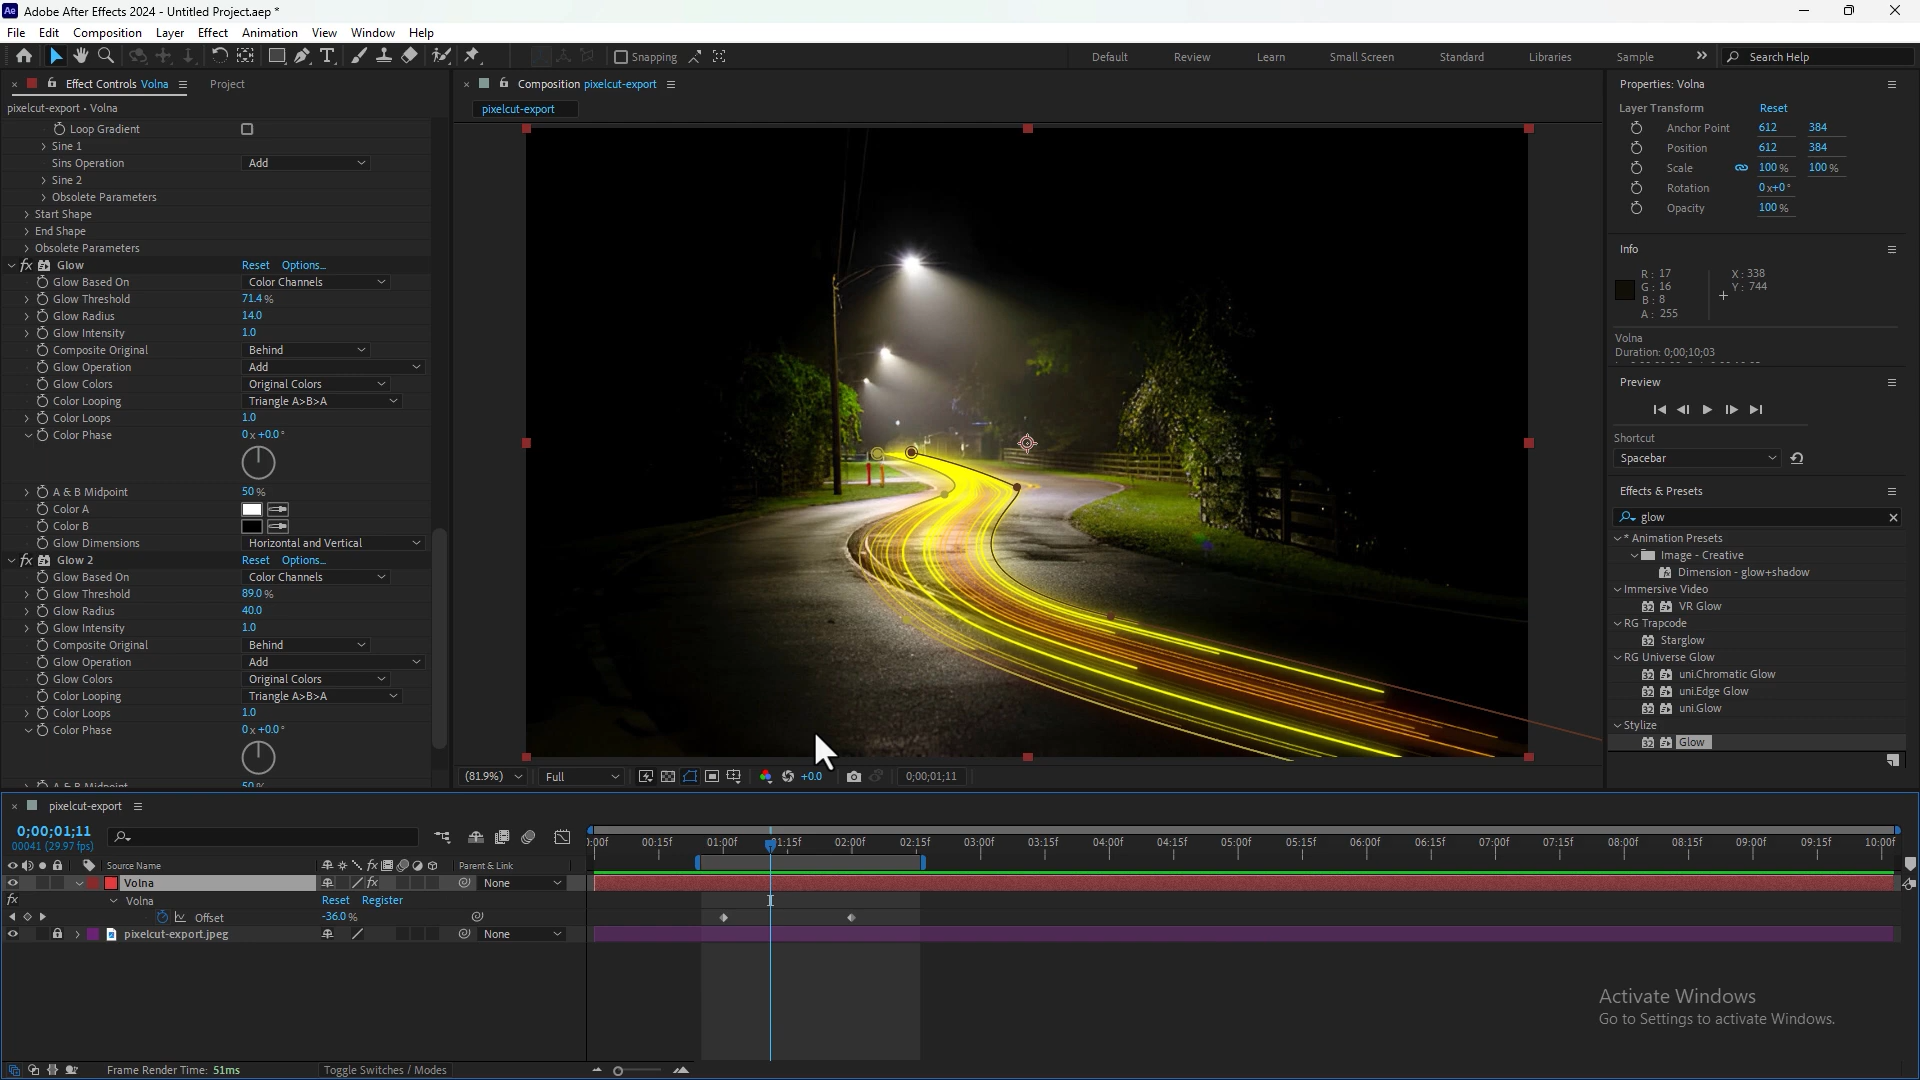 Adobe After Effects 2024 - Untitled Project.aep *
File Edit Composition Layer Effect Animation View Window Help
Snapping Default Review Learn Small Screen Standard Libraries Sample Search Help
Effect Controls Volna Project
pixelcut-export • Volna
Loop Gradient
Sine 1
Sins Operation Add
Sine 2
Obsolete Parameters
Start Shape
End Shape
Obsolete Parameters
fx Glow Reset Options...
Glow Based On Color Channels
Glow Threshold 71.4 %
Glow Radius 14.0
Glow Intensity 1.0
Composite Original Behind
Glow Operation Add
Glow Colors Original Colors
Color Looping Triangle A>B>A
Color Loops 1.0
Color Phase 0x+0.0°
A & B Midpoint 50 %
Color A
Color B
Glow Dimensions Horizontal and Vertical
fx Glow 2 Reset Options...
Glow Based On Color Channels
Glow Threshold 89.0 %
Glow Radius 40.0
Glow Intensity 1.0
Composite Original Behind
Glow Operation Add
Glow Colors Original Colors
Color Looping Triangle A>B>A
Color Loops 1.0
Color Phase 0x+0.0°
A & B Midpoint 50 %
Composition pixelcut-export
pixelcut-export
(81.9%) Full +0.0 0;00;01;11
Properties: Volna
Layer Transform Reset
Anchor Point 612 384
Position 612 384
Scale 100 % 100 %
Rotation 0x+0°
Opacity 100 %
Info
R: 17 X: 338
G: 16 Y: 744
B: 8
A: 255
Volna
Duration: 0;00;10;03
Preview
Shortcut
Spacebar
Effects & Presets
glow
* Animation Presets
Image - Creative
Dimension - glow+shadow
Immersive Video
VR Glow
RG Trapcode
Starglow
RG Universe Glow
uni.Chromatic Glow
uni.Edge Glow
uni.Glow
Stylize
Glow
pixelcut-export
0;00;01;11
00041 (29.97 fps)
:00f 00:15f 01:00f 1:15f 02:00f 02:15f 03:00f 03:15f 04:00f 04:15f 05:00f 05:15f 06:00f 06:15f 07:00f 07:15f 08:00f 08:15f 09:00f 09:15f 10:00f
Source Name Parent & Link
Volna None
fx Volna Reset Register
Offset -36.0 %
pixelcut-export.jpeg None
Activate Windows
Go to Settings to activate Windows.
Frame Render Time: 51ms Toggle Switches / Modes